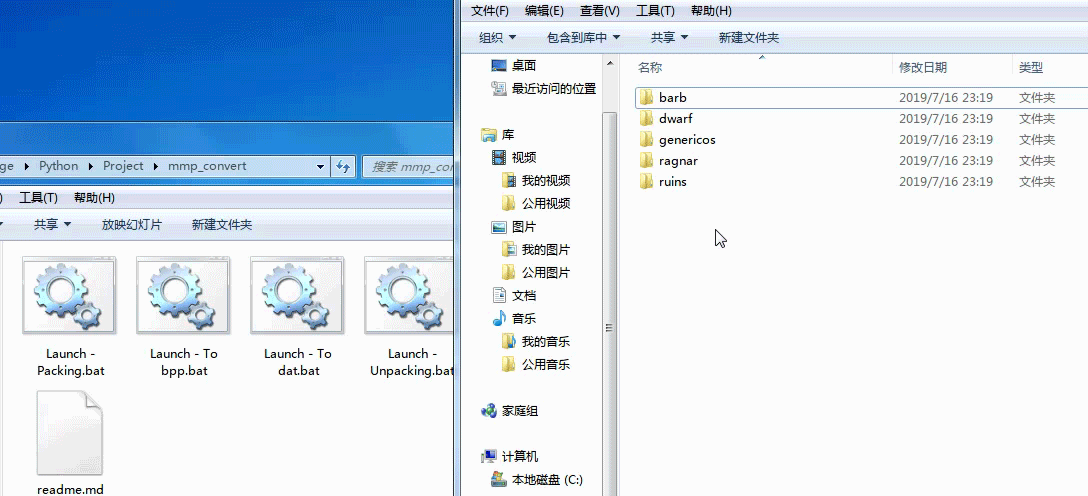 ge ▸ Python ▸ Project ▸ mmp_convert
搜索 mmp_con
工具(T) 帮助(H)
共享 放映幻灯片 新建文件夹
Launch - Packing.bat
Launch - To bpp.bat
Launch - To dat.bat
Launch - Unpacking.bat
readme.md
文件(F) 编辑(E) 查看(V) 工具(T) 帮助(H)
组织 包含到库中 共享 新建文件夹
桌面
最近访问的位置
库
视频
我的视频
公用视频
图片
我的图片
公用图片
文档
音乐
我的音乐
公用音乐
家庭组
计算机
本地磁盘 (C:)
名称 修改日期 类型
barb 2019/7/16 23:19 文件夹
dwarf 2019/7/16 23:19 文件夹
genericos 2019/7/16 23:19 文件夹
ragnar 2019/7/16 23:19 文件夹
ruins 2019/7/16 23:19 文件夹